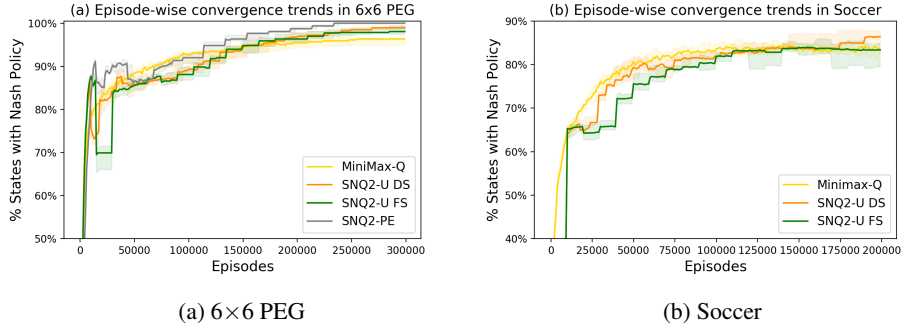 (a) Episode-wise convergence trends in 6x6 PEG
% States with Nash Policy
100%
90%
80%
70%
60%
50%
0
50000
100000
150000
200000
250000
300000
Episodes
MiniMax-Q
SNQ2-U DS
SNQ2-U FS
SNQ2-PE
(a) 6×6 PEG
(b) Episode-wise convergence trends in Soccer
% States with Nash Policy
90%
80%
70%
60%
50%
40%
0
25000
50000
75000
100000
125000
150000
175000
200000
Episodes
Minimax-Q
SNQ2-U DS
SNQ2-U FS
(b) Soccer